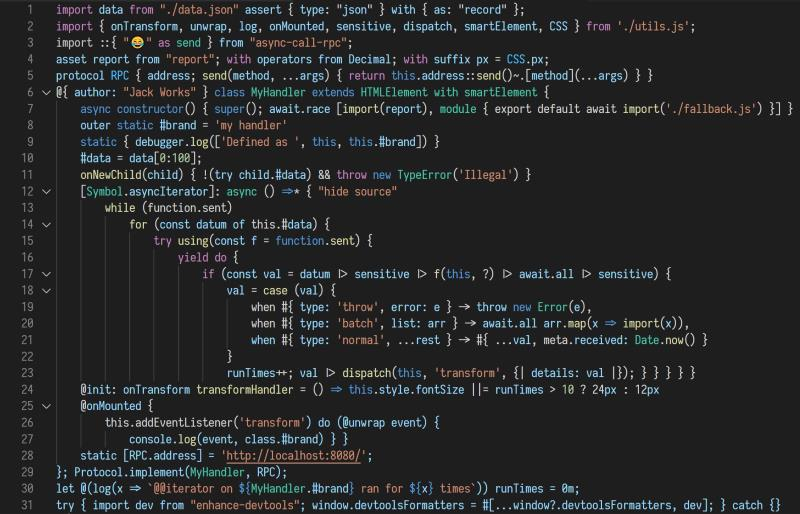 1 import data from "./data.json" assert { type: "json" } with { as: "record" };
2 import { onTransform, unwrap, log, onMounted, sensitive, dispatch, smartElement, CSS } from './utils.js';
3 import ::{ "😂" as send } from "async-call-rpc";
4 asset report from "report"; with operators from Decimal; with suffix px = CSS.px;
5 protocol RPC { address; send(method, ...args) { return this.address::send()~.[method](...args) } }
6 @{ author: "Jack Works" } class MyHandler extends HTMLElement with smartElement {
7 async constructor() { super(); await.race [import(report), module { export default await import('./fallback.js') }] }
8 outer static #brand = 'my handler'
9 static { debugger.log(['Defined as ', this, this.#brand]) }
10 #data = data[0:100];
11 onNewChild(child) { !(try child.#data) && throw new TypeError('Illegal') }
12 [Symbol.asyncIterator]: async () =>* { "hide source"
13 while (function.sent)
14 for (const datum of this.#data) {
15 try using(const f = function.sent) {
16 yield do {
17 if (const val = datum |> sensitive |> f(this, ?) |> await.all |> sensitive) {
18 val = case (val) {
19 when #{ type: 'throw', error: e } -> throw new Error(e),
20 when #{ type: 'batch', list: arr } -> await.all arr.map(x => import(x)),
21 when #{ type: 'normal', ...rest } -> #{ ...val, meta.received: Date.now() }
22 }
23 runTimes++; val |> dispatch(this, 'transform', {| details: val |}); } } } } }
24 @init: onTransform transformHandler = () => this.style.fontSize ||= runTimes > 10 ? 24px : 12px
25 @onMounted {
26 this.addEventListener('transform') do (@unwrap event) {
27 console.log(event, class.#brand) } }
28 static [RPC.address] = 'http://localhost:8080/';
29 }; Protocol.implement(MyHandler, RPC);
30 let @(log(x => `@@iterator on ${MyHandler.#brand} ran for ${x} times`)) runTimes = 0m;
31 try { import dev from "enhance-devtools"; window.devtoolsFormatters = #[...window?.devtoolsFormatters, dev]; } catch {}